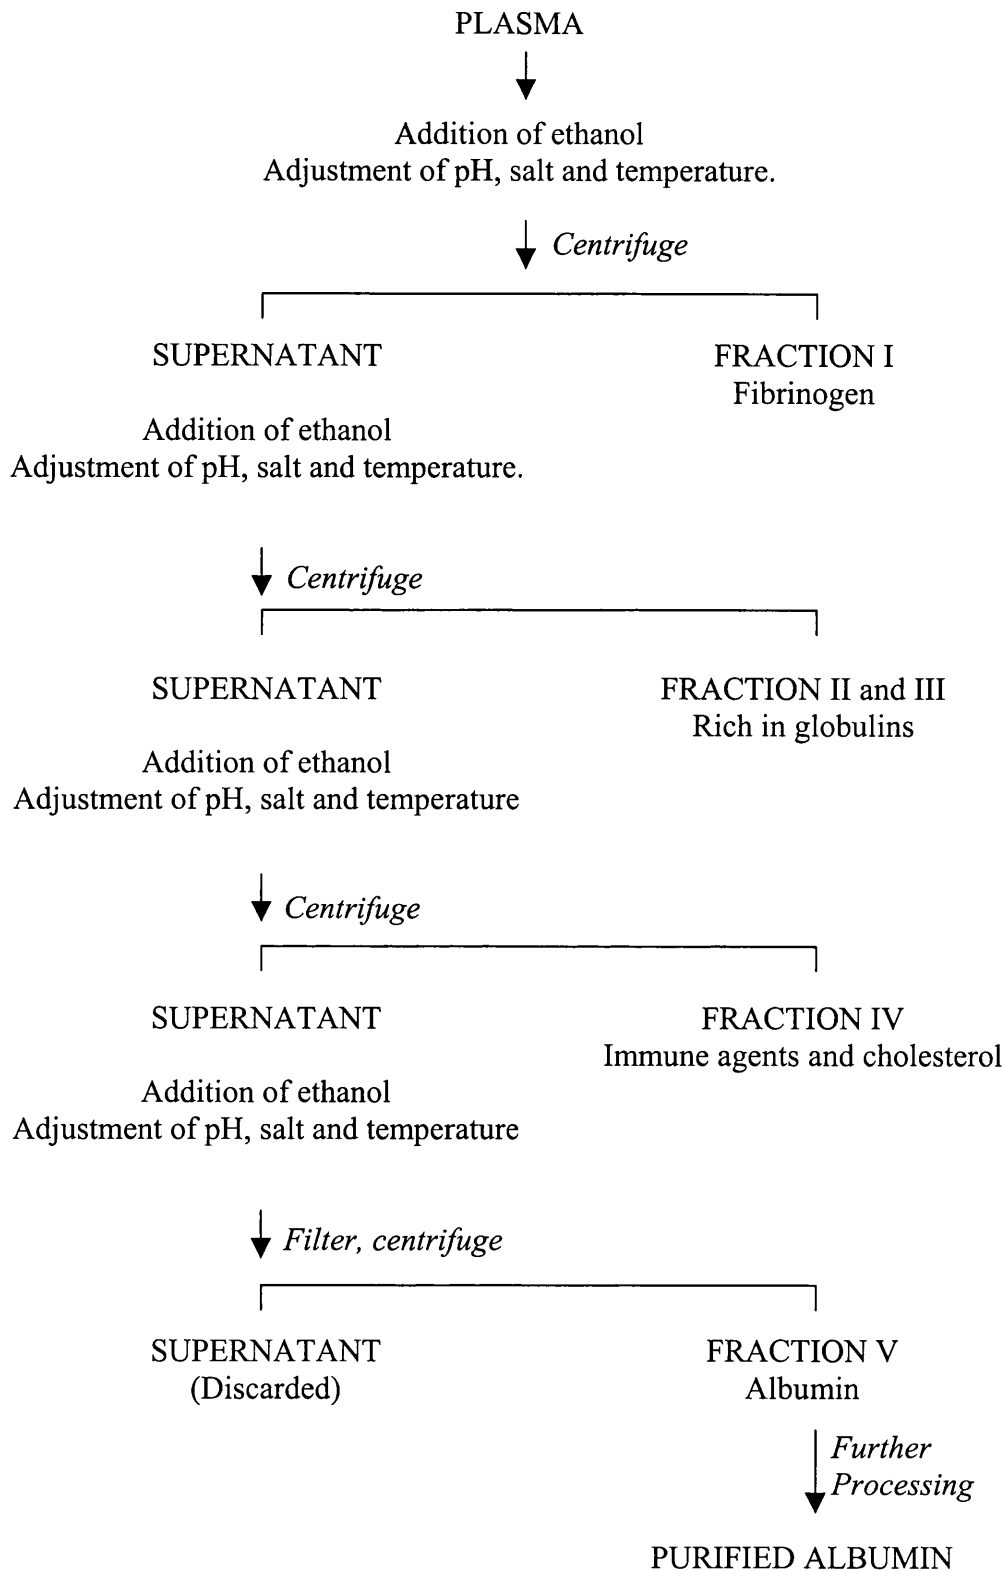 PLASMA
Addition of ethanol
Adjustment of pH, salt and temperature.
Centrifuge
SUPERNATANT
FRACTION I
Fibrinogen
Addition of ethanol
Adjustment of pH, salt and temperature.
Centrifuge
SUPERNATANT
FRACTION II and III
Rich in globulins
Addition of ethanol
Adjustment of pH, salt and temperature
Centrifuge
SUPERNATANT
FRACTION IV
Immune agents and cholesterol
Addition of ethanol
Adjustment of pH, salt and temperature
Filter, centrifuge
SUPERNATANT
(Discarded)
FRACTION V
Albumin
Further
Processing
PURIFIED ALBUMIN